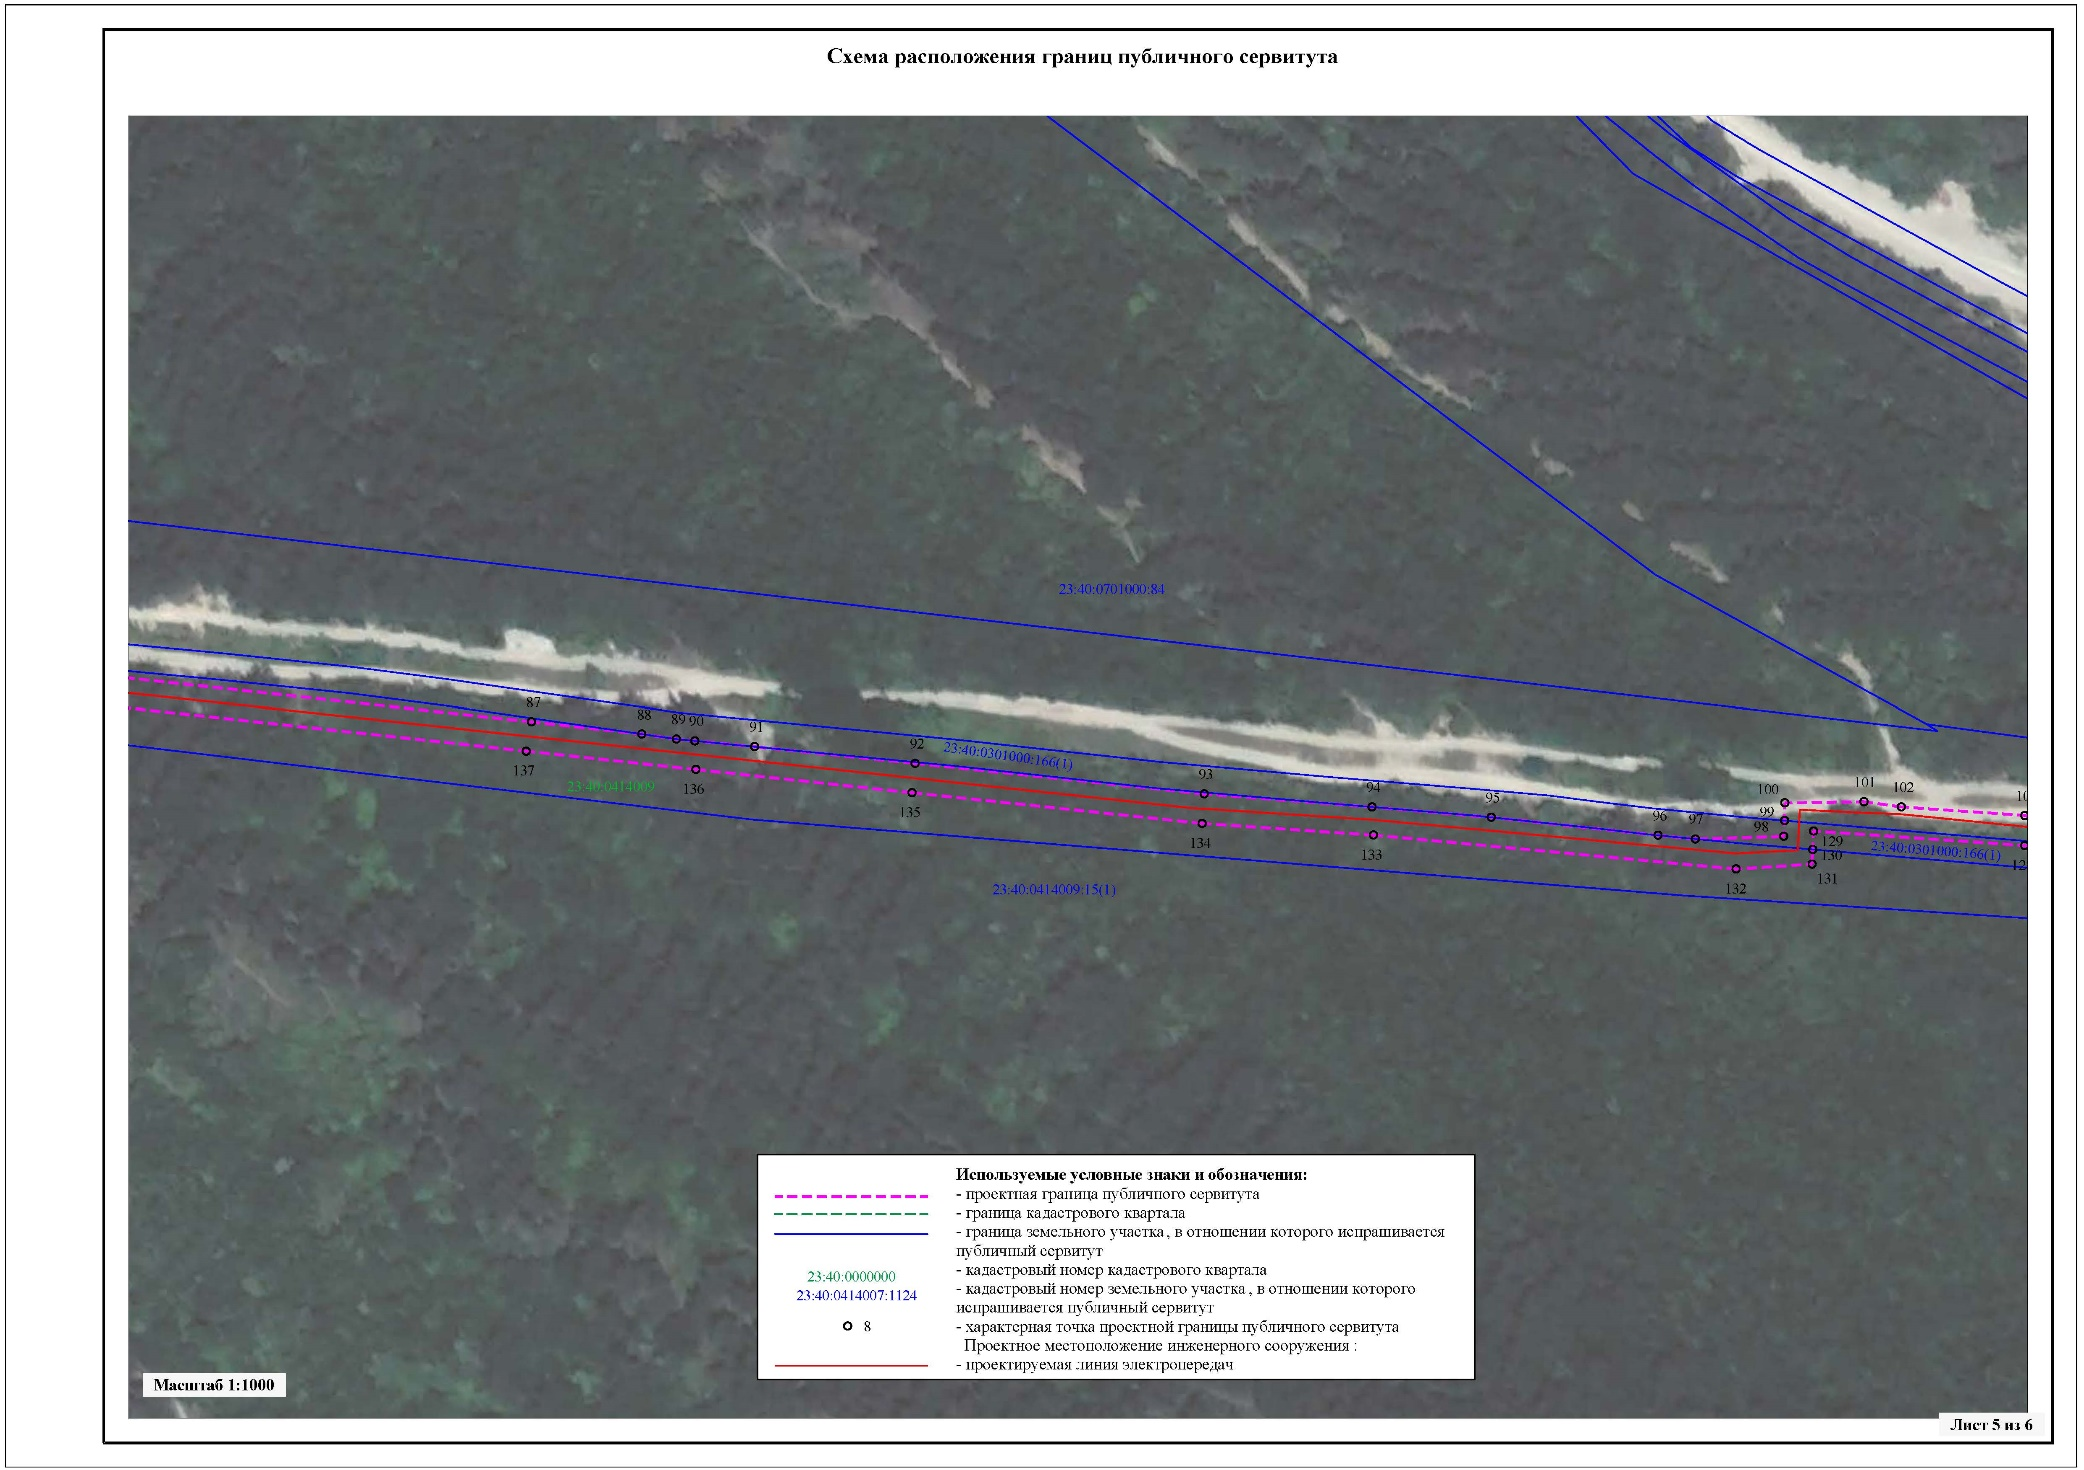 Схема расположения границ публичного сервитута
23:40:0701000:84
87
88
89 90
91
92
23:40:0301000:166(1)
93
94
95
96
97
98
99
100
101
102
10
137
23:40:0414009
136
135
134
133
132
129
130
131
23:40:0301000:166(1)
12
23:40:0414009:15(1)
Используемые условные знаки и обозначения:
- проектная граница публичного сервитута
- граница кадастрового квартала
- граница земельного участка, в отношении которого испрашивается
публичный сервитут
23:40:0000000 - кадастровый номер кадастрового квартала
23:40:0414007:1124 - кадастровый номер земельного участка, в отношении которого
испрашивается публичный сервитут
8 - характерная точка проектной границы публичного сервитута
Проектное местоположение инженерного сооружения :
- проектируемая линия электропередач
Масштаб 1:1000
Лист 5 из 6